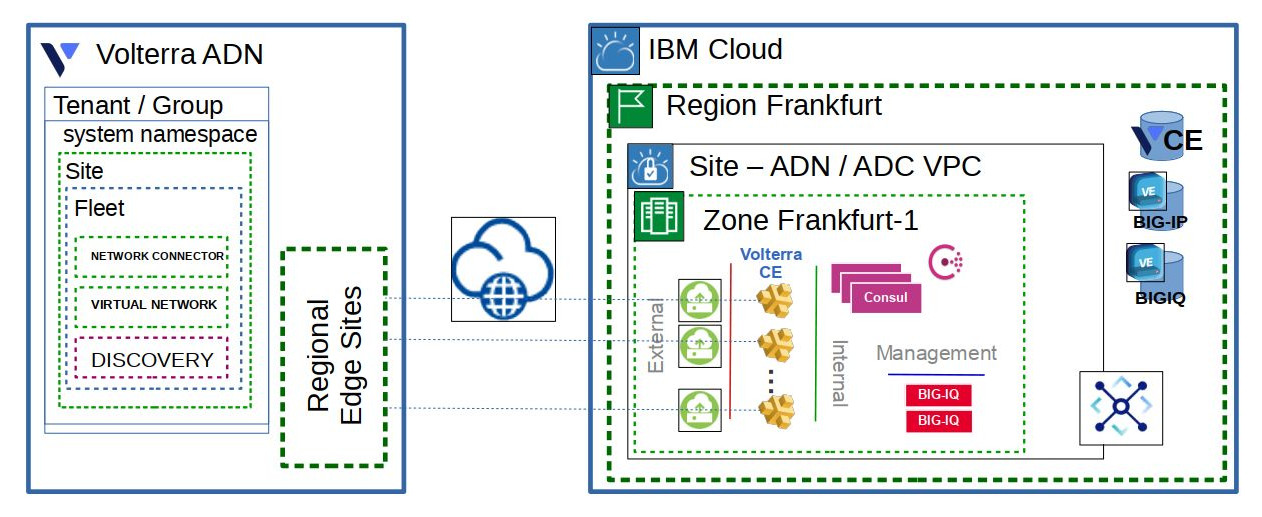 Volterra ADN
Tenant / Group
system namespace
Site
Fleet
NETWORK CONNECTOR
VIRTUAL NETWORK
DISCOVERY
Regional
Edge Sites
IBM Cloud
Region Frankfurt
Site – ADN / ADC VPC
Zone Frankfurt-1
Volterra
CE
External
Internal
Consul
Management
BIG-IQ
BIG-IQ
CE
VE
BIG-IP
VE
BIGIQ